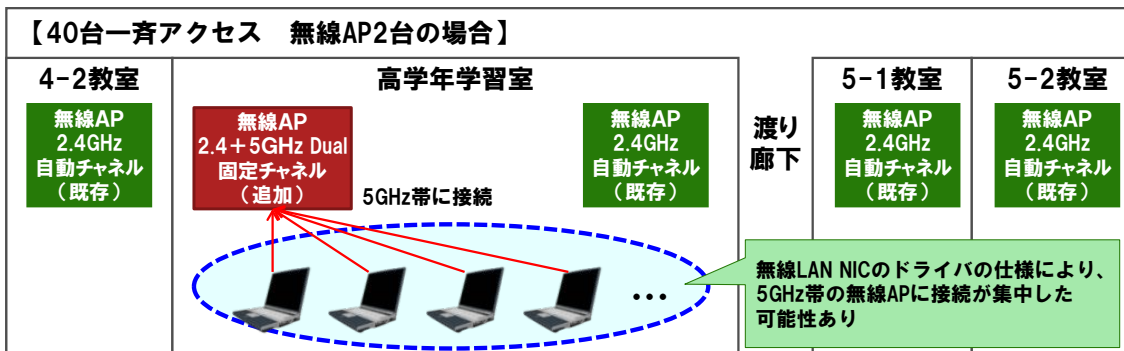 【40台一斉アクセス　無線AP2台の場合】
4-2教室
無線AP
2.4GHz
自動チャネル
（既存）
高学年学習室
無線AP
2.4＋5GHz Dual
固定チャネル
（追加）
5GHz帯に接続
無線AP
2.4GHz
自動チャネル
（既存）
…
渡り
廊下
5-1教室
無線AP
2.4GHz
自動チャネル
（既存）
5-2教室
無線AP
2.4GHz
自動チャネル
（既存）
無線LAN NICのドライバの仕様により、
5GHz帯の無線APに接続が集中した
可能性あり